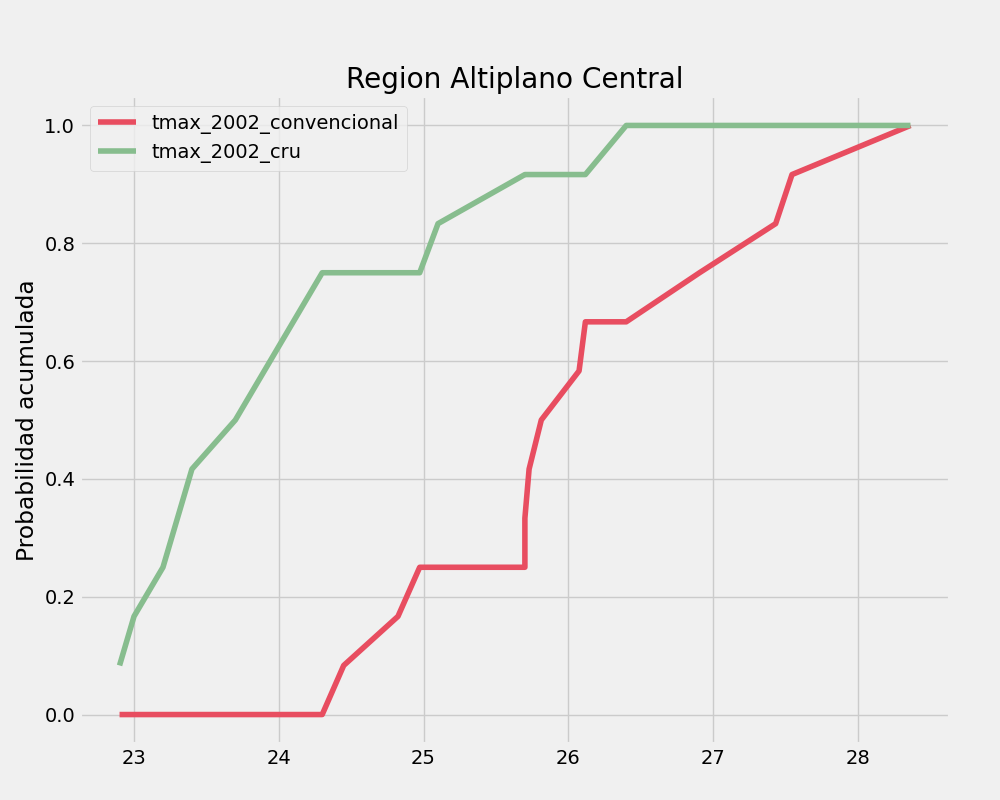 Region Altiplano Central
tmax_2002_convencional
tmax_2002_cru
Probabilidad acumulada
1.0
0.8
0.6
0.4
0.2
0.0
23 24 25 26 27 28